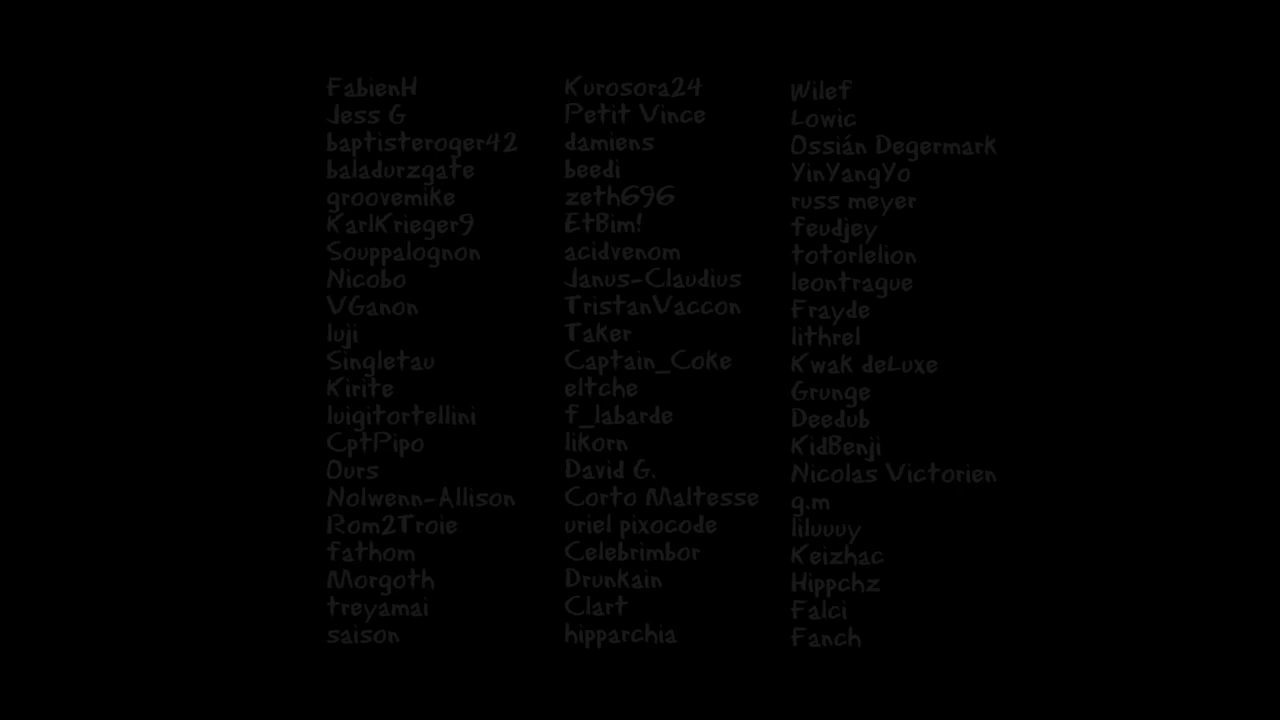 FabienH
Jess G
baptisteroger42
baladurzgate
groovemike
KarlKrieger9
Souppalognon
Nicobo
VGanon
luji
Singletau
Kirite
luigitortellini
CptPipo
Ours
Nolwenn-Allison
Rom2Troie
fathom
Morgoth
treyamai
saison
Kurosora24
Petit Vince
damiens
beedi
zeth696
EtBim!
acidvenom
Janus-Claudius
TristanVaccon
Taker
Captain_Coke
eltche
f_labarde
likorn
David G.
Corto Maltesse
uriel pixocode
Celebrimbor
Drunkain
Clart
hipparchia
Wilef
Lowic
Ossián Degermark
YinYangYo
russ meyer
feudjey
totorlelion
leontrague
Frayde
lithrel
Kwak deLuxe
Grunge
Deedub
KidBenji
Nicolas Victorien
g.m
liluuuy
Keizhac
Hippchz
Falci
Fanch